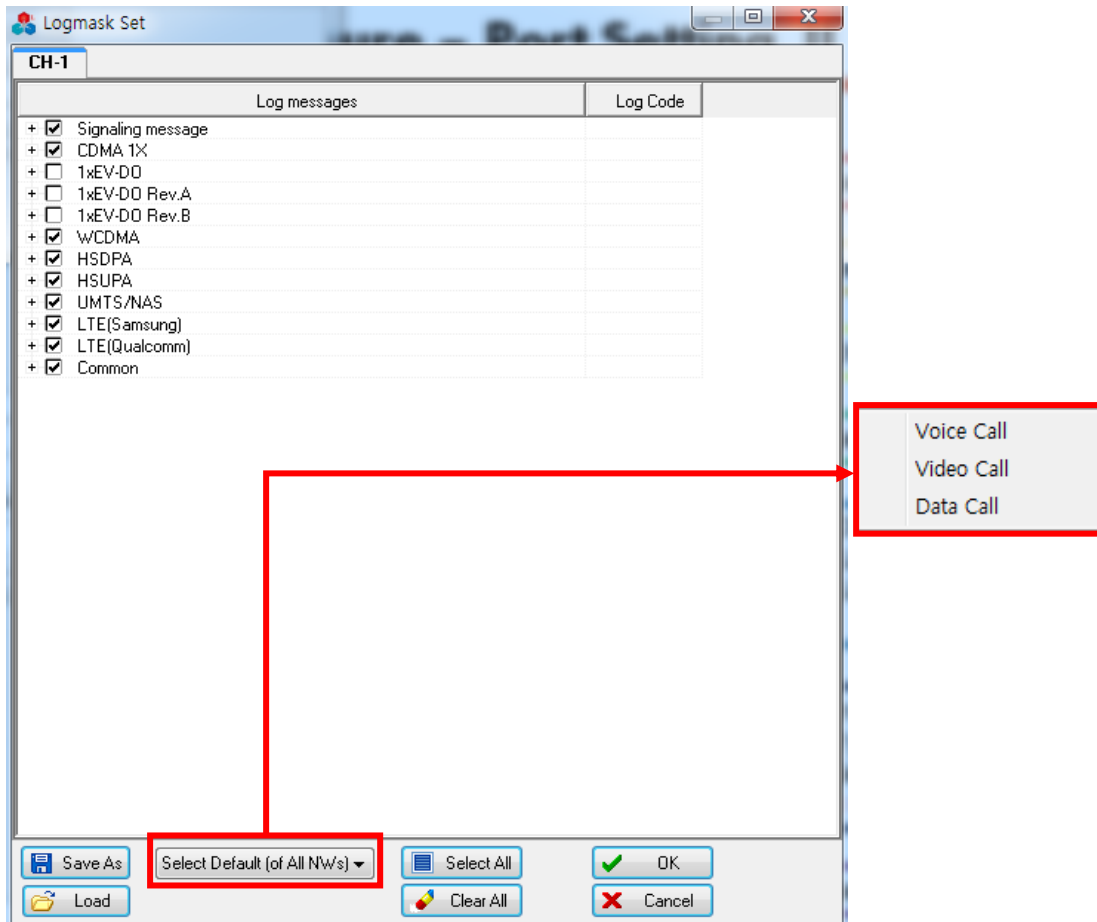 Logmask Set
CH-1
Log messages Log Code
+ Signaling message
+ CDMA 1X
+ 1xEV-DO
+ 1xEV-DO Rev.A
+ 1xEV-DO Rev.B
+ WCDMA
+ HSDPA
+ HSUPA
+ UMTS/NAS
+ LTE(Samsung)
+ LTE(Qualcomm)
+ Common
Voice Call
Video Call
Data Call
Save As Select Default (of All NWs) Select All OK
Load Clear All Cancel